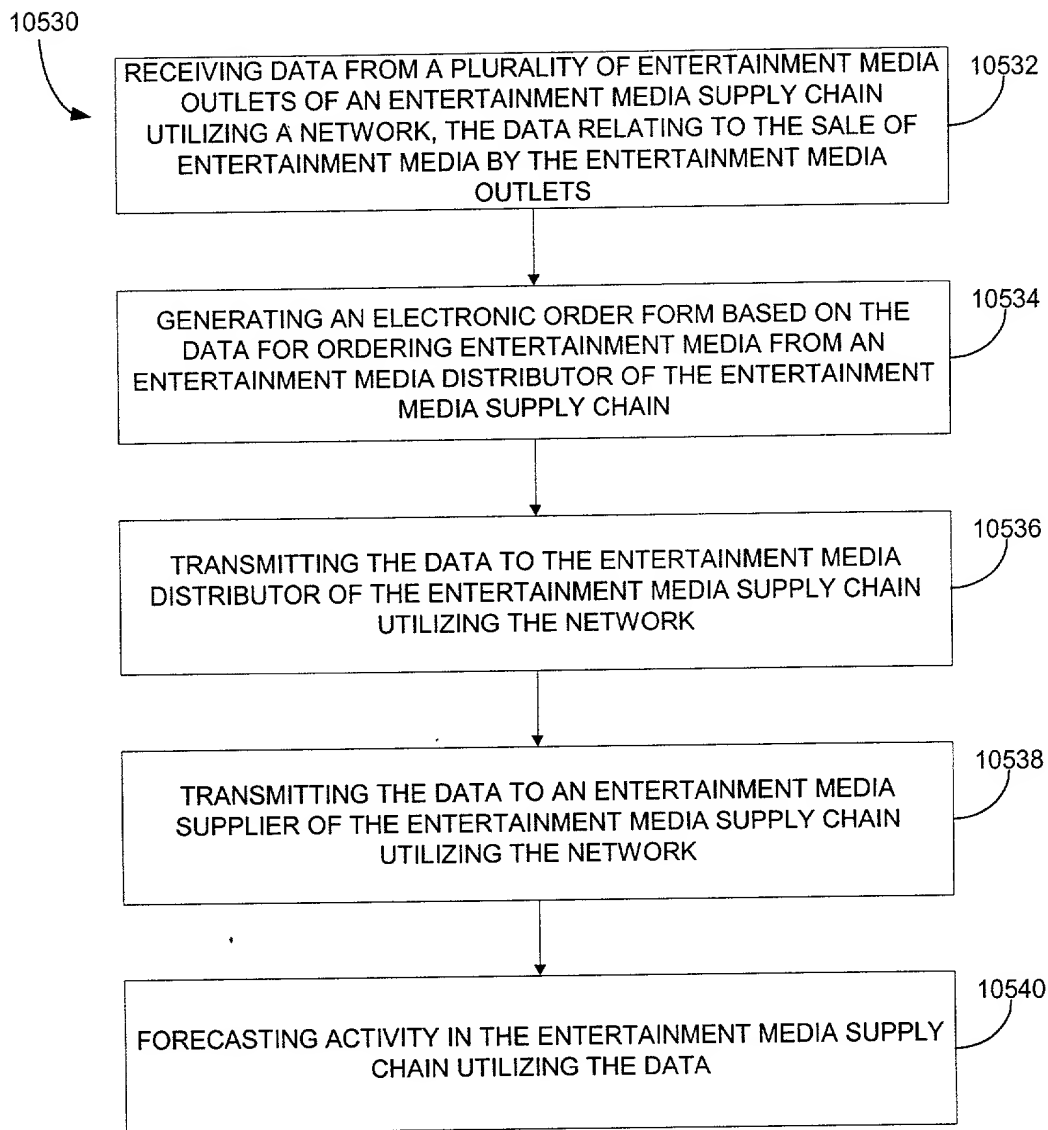 10530
RECEIVING DATA FROM A PLURALITY OF ENTERTAINMENT MEDIA
OUTLETS OF AN ENTERTAINMENT MEDIA SUPPLY CHAIN
UTILIZING A NETWORK, THE DATA RELATING TO THE SALE OF
ENTERTAINMENT MEDIA BY THE ENTERTAINMENT MEDIA
OUTLETS
10532
GENERATING AN ELECTRONIC ORDER FORM BASED ON THE
DATA FOR ORDERING ENTERTAINMENT MEDIA FROM AN
ENTERTAINMENT MEDIA DISTRIBUTOR OF THE ENTERTAINMENT
MEDIA SUPPLY CHAIN
10534
TRANSMITTING THE DATA TO THE ENTERTAINMENT MEDIA
DISTRIBUTOR OF THE ENTERTAINMENT MEDIA SUPPLY CHAIN
UTILIZING THE NETWORK
10536
TRANSMITTING THE DATA TO AN ENTERTAINMENT MEDIA
SUPPLIER OF THE ENTERTAINMENT MEDIA SUPPLY CHAIN
UTILIZING THE NETWORK
10538
FORECASTING ACTIVITY IN THE ENTERTAINMENT MEDIA SUPPLY
CHAIN UTILIZING THE DATA
10540